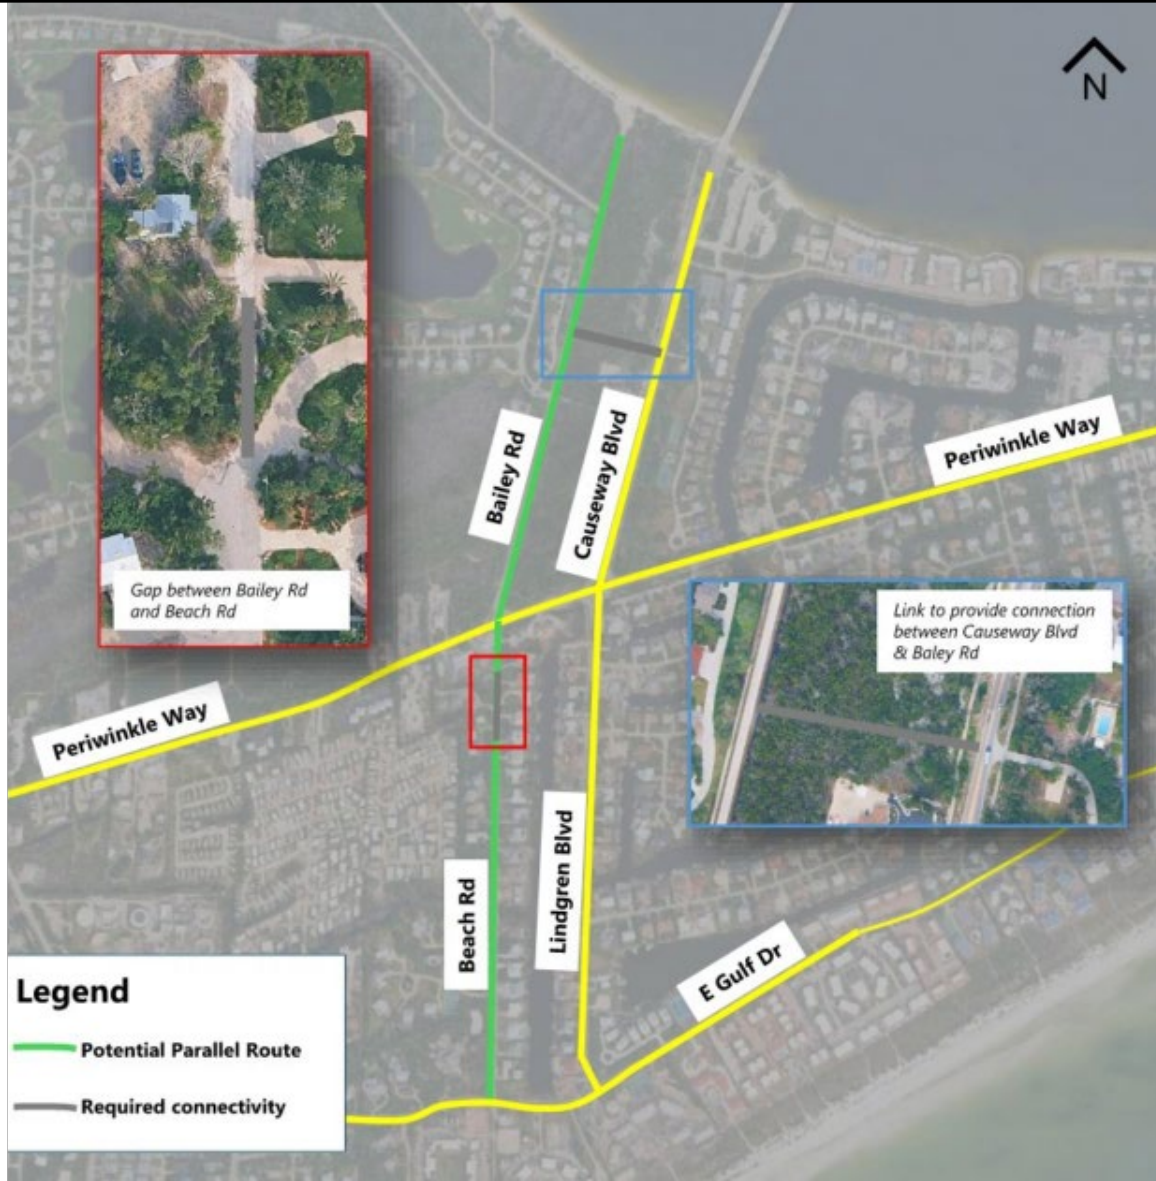 N
Bailey Rd
Causeway Blvd
Periwinkle Way
Gap between Bailey Rd
and Beach Rd
Link to provide connection
between Causeway Blvd
& Baley Rd
Periwinkle Way
Beach Rd
Lindgren Blvd
E Gulf Dr
Legend
Potential Parallel Route
Required connectivity